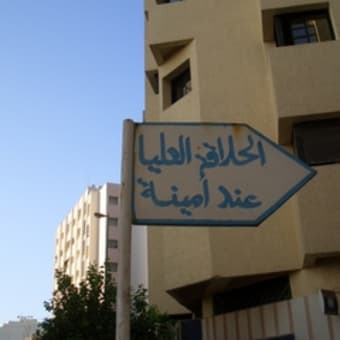 الحلاقة العليا
عند أمينة